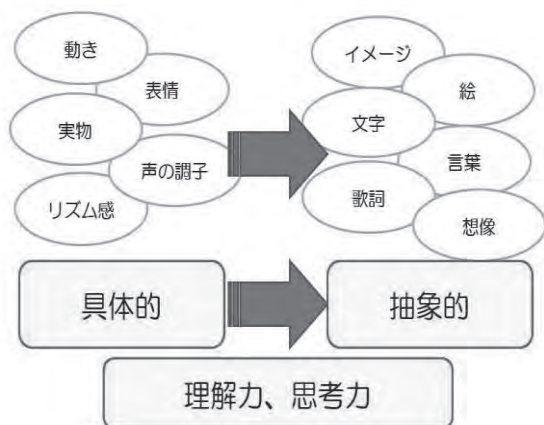 動き
表情
実物
声の調子
リズム感
イメージ
絵
文字
言葉
歌詞
想像
具体的
抽象的
理解力、思考力